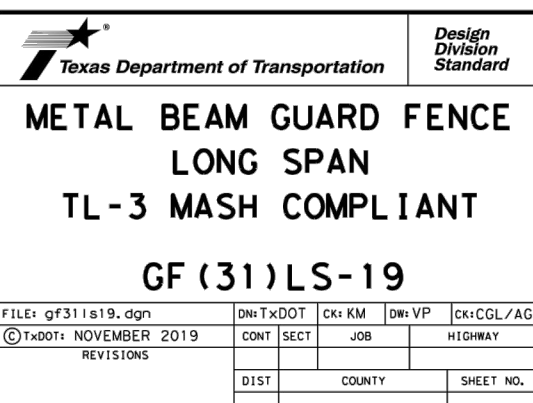 Texas Department of Transportation
Design
Division
Standard
METAL BEAM GUARD FENCE
LONG SPAN
TL-3 MASH COMPLIANT
GF(31)LS-19
FILE: gf31ls19.dgn DN:TxDOT CK: KM DW: VP CK:CGL/AG
©TxDOT: NOVEMBER 2019 CONT SECT JOB HIGHWAY
REVISIONS
DIST COUNTY SHEET NO.